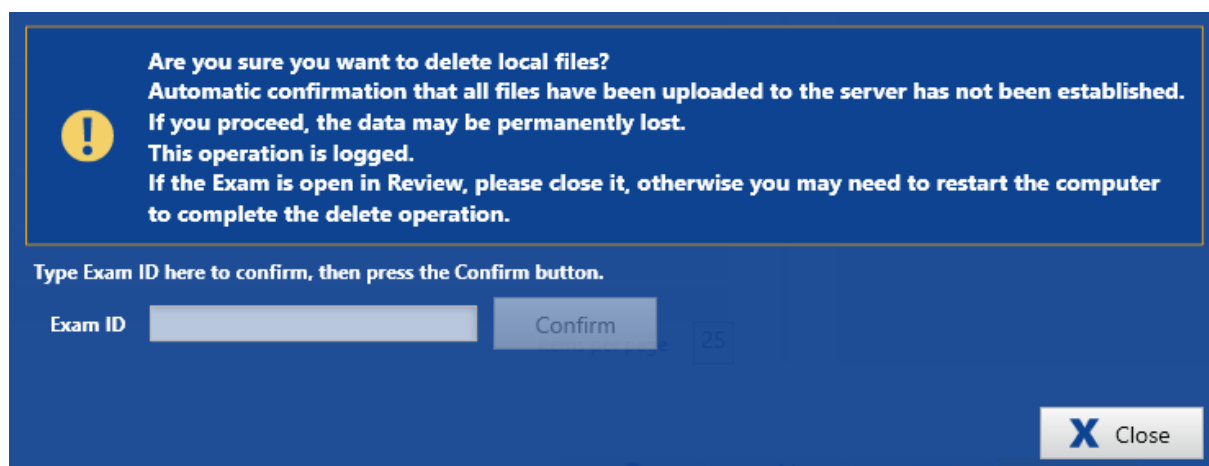 Are you sure you want to delete local files?
Automatic confirmation that all files have been uploaded to the server has not been established.
If you proceed, the data may be permanently lost.
This operation is logged.
If the Exam is open in Review, please close it, otherwise you may need to restart the computer
to complete the delete operation.
Type Exam ID here to confirm, then press the Confirm button.
Exam ID
Confirm
Items per page 25
X Close